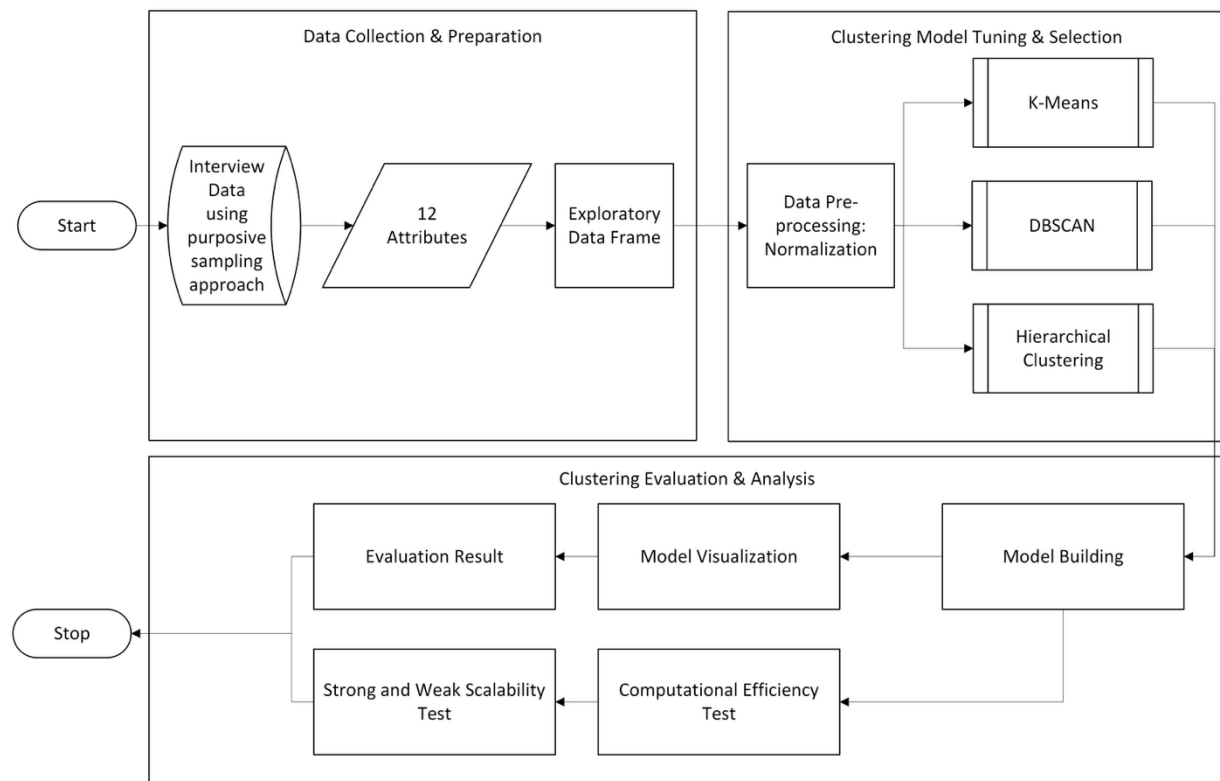 Data Collection & Preparation
Clustering Model Tuning & Selection
Start
Interview
Data
using
purposive
sampling
approach
12
Attributes
Exploratory
Data Frame
Data Pre-
processing:
Normalization
K-Means
DBSCAN
Hierarchical
Clustering
Clustering Evaluation & Analysis
Evaluation Result
Model Visualization
Model Building
Stop
Strong and Weak Scalability
Test
Computational Efficiency
Test